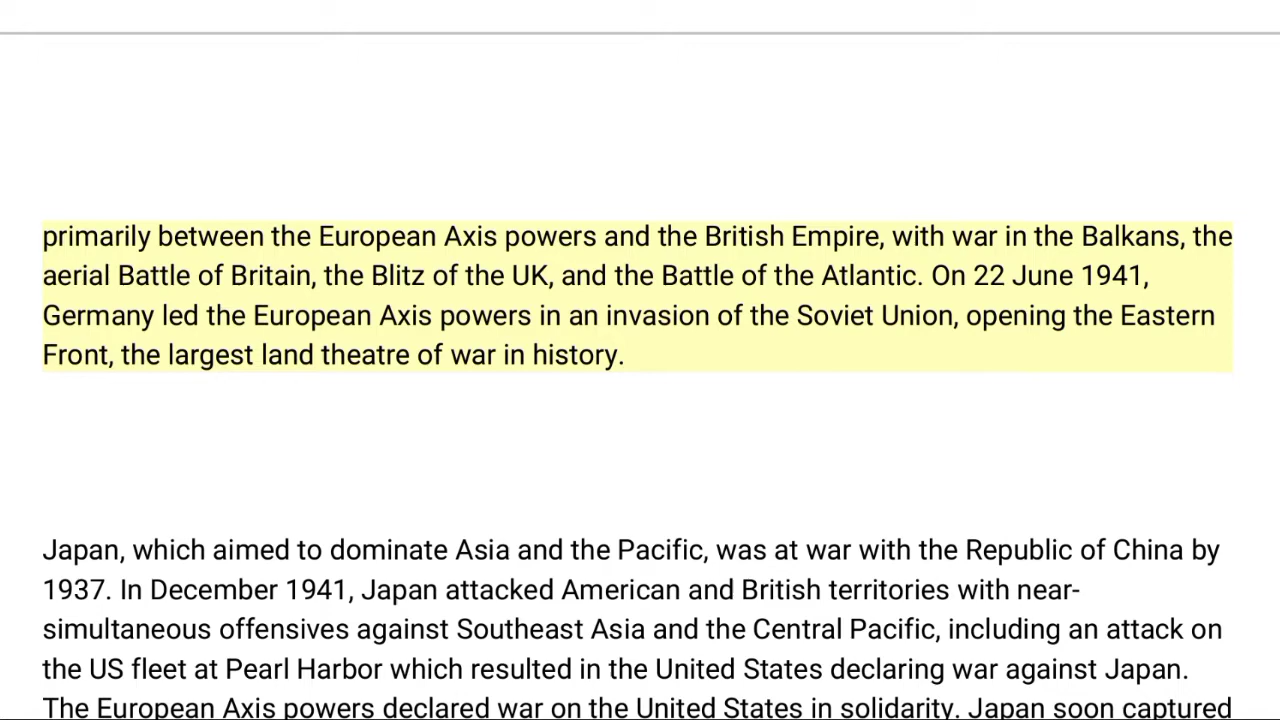 primarily between the European Axis powers and the British Empire, with war in the Balkans, the
aerial Battle of Britain, the Blitz of the UK, and the Battle of the Atlantic. On 22 June 1941,
Germany led the European Axis powers in an invasion of the Soviet Union, opening the Eastern
Front, the largest land theatre of war in history.
Japan, which aimed to dominate Asia and the Pacific, was at war with the Republic of China by
1937. In December 1941, Japan attacked American and British territories with near-
simultaneous offensives against Southeast Asia and the Central Pacific, including an attack on
the US fleet at Pearl Harbor which resulted in the United States declaring war against Japan.
The European Axis powers declared war on the United States in solidarity. Japan soon captured